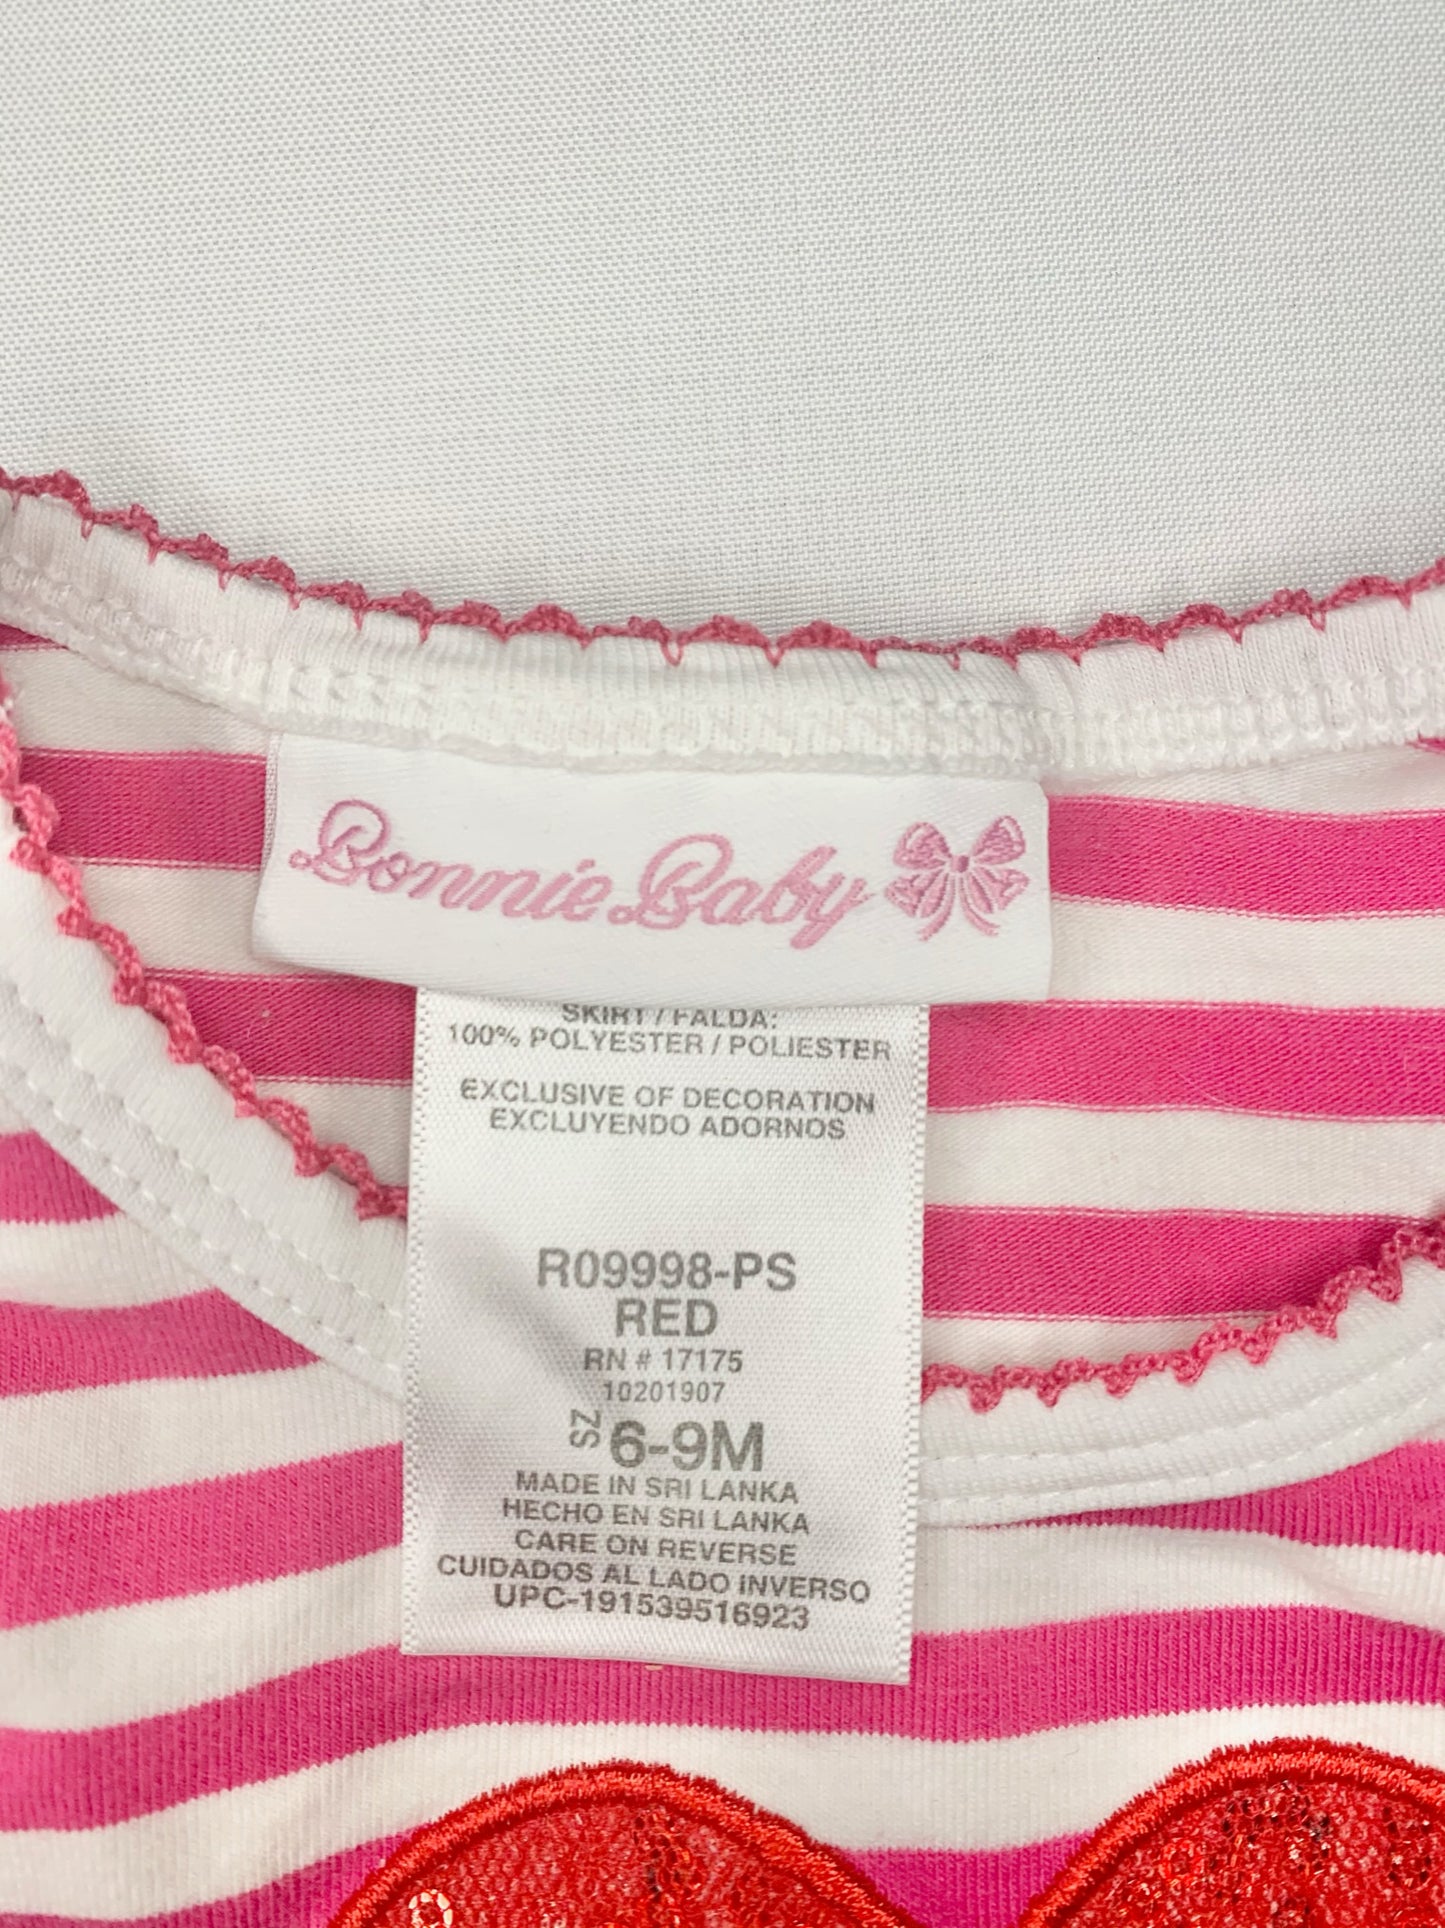 Bonnie Baby
SKIRT / FALDA:
100% POLYESTER / POLIESTER
EXCLUSIVE OF DECORATION
EXCLUYENDO ADORNOS
R09998-PS
RED
RN # 17175
10201907
SZ 6-9M
MADE IN SRI LANKA
HECHO EN SRI LANKA
CARE ON REVERSE
CUIDADOS AL LADO INVERSO
UPC-191539516923